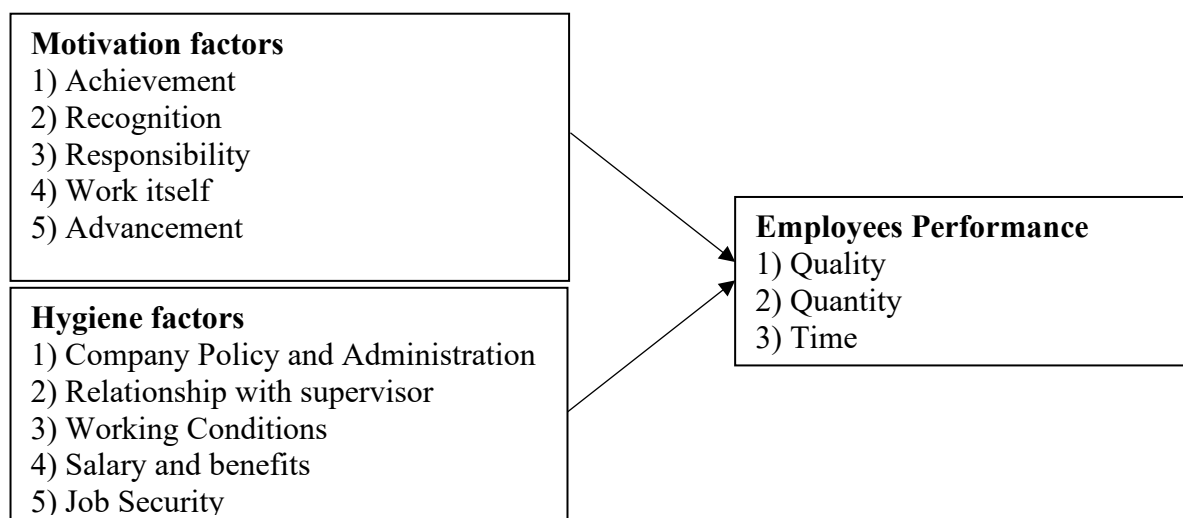 Motivation factors
1) Achievement
2) Recognition
3) Responsibility
4) Work itself
5) Advancement
Hygiene factors
1) Company Policy and Administration
2) Relationship with supervisor
3) Working Conditions
4) Salary and benefits
5) Job Security
Employees Performance
1) Quality
2) Quantity
3) Time